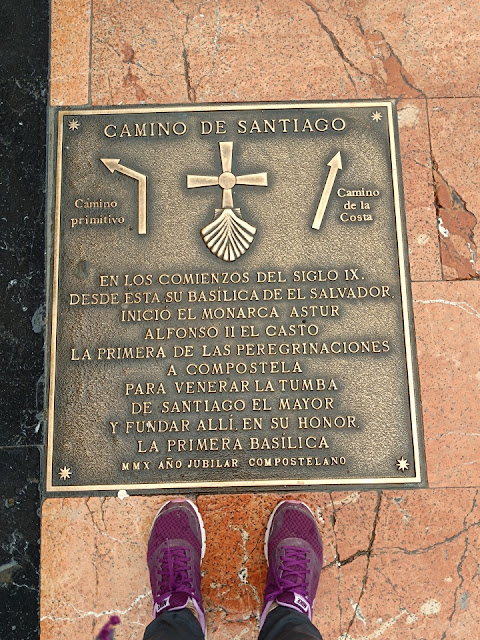 CAMINO DE SANTIAGO
Camino
primitivo
Camino
de la
Costa
EN LOS COMIENZOS DEL SIGLO IX,
DESDE ESTA SU BASÍLICA DE EL SALVADOR,
INICIÓ EL MONARCA ASTUR
ALFONSO II EL CASTO
LA PRIMERA DE LAS PEREGRINACIONES
A COMPOSTELA
PARA VENERAR LA TUMBA
DE SANTIAGO EL MAYOR
Y FUNDAR ALLÍ, EN SU HONOR,
LA PRIMERA BASÍLICA
MMX AÑO JUBILAR COMPOSTELANO